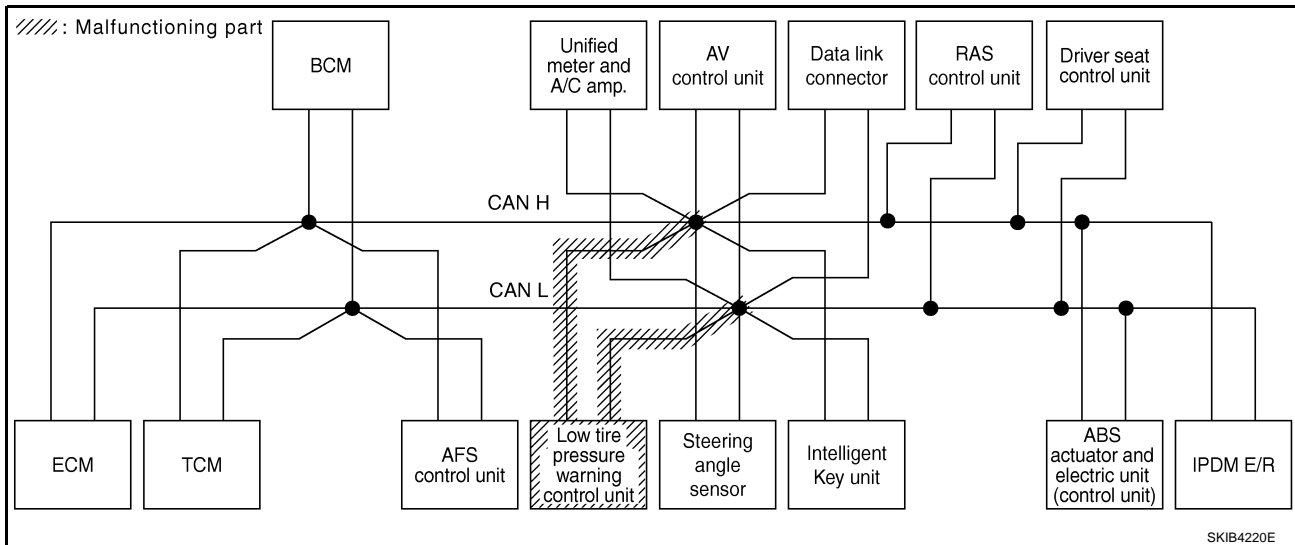 : Malfunctioning part
BCM
Unified
meter and
A/C amp.
AV
control unit
Data link
connector
RAS
control unit
Driver seat
control unit
CAN H
CAN L
ECM
TCM
AFS
control unit
Low tire
pressure
warning
control unit
Steering
angle
sensor
Intelligent
Key unit
ABS
actuator and
electric unit
(control unit)
IPDM E/R
SKIB4220E